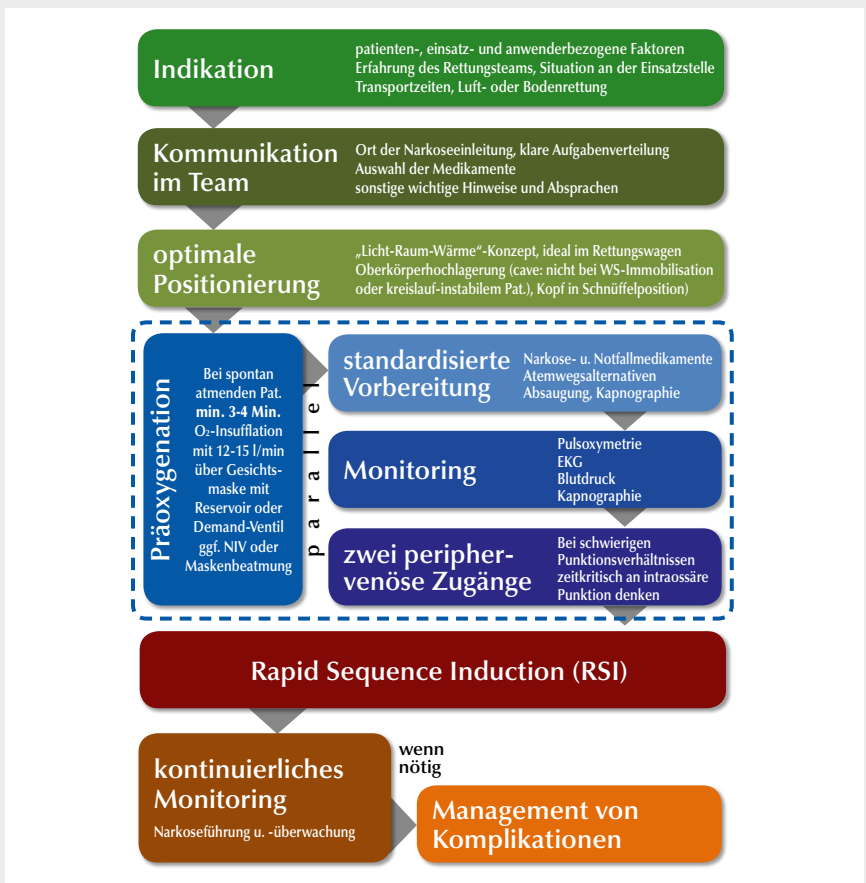 Indikation
patienten-, einsatz- und anwenderbezogene Faktoren
Erfahrung des Rettungsteams, Situation an der Einsatzstelle
Transportzeiten, Luft- oder Bodenrettung
Kommunikation
im Team
Ort der Narkoseeinleitung, klare Aufgabenverteilung
Auswahl der Medikamente
sonstige wichtige Hinweise und Absprachen
optimale
Positionierung
„Licht-Raum-Wärme“-Konzept, ideal im Rettungswagen
Oberkörperhochlagerung (cave: nicht bei WS-Immobilisation
oder kreislauf-instabilem Pat.), Kopf in Schnüffelposition)
Präoxygenation
Bei spontan
atmenden Pat.
min. 3-4 Min.
O₂-Insufflation
mit 12-15 l/min
über Gesichts-
maske mit
Reservoir oder
Demand-Ventil
ggf. NIV oder
Maskenbeatmung
parallel
standardisierte
Vorbereitung
Narkose- u. Notfallmedikamente
Atemwegsalternativen
Absaugung, Kapnographie
Monitoring
Pulsoxymetrie
EKG
Blutdruck
Kapnographie
zwei peripher-
venöse Zugänge
Bei schwierigen
Punktionsverhältnissen
zeitkritisch an intraossäre
Punktion denken
Rapid Sequence Induction (RSI)
kontinuierliches
Monitoring
Narkoseführung u. -überwachung
wenn
nötig
Management von
Komplikationen